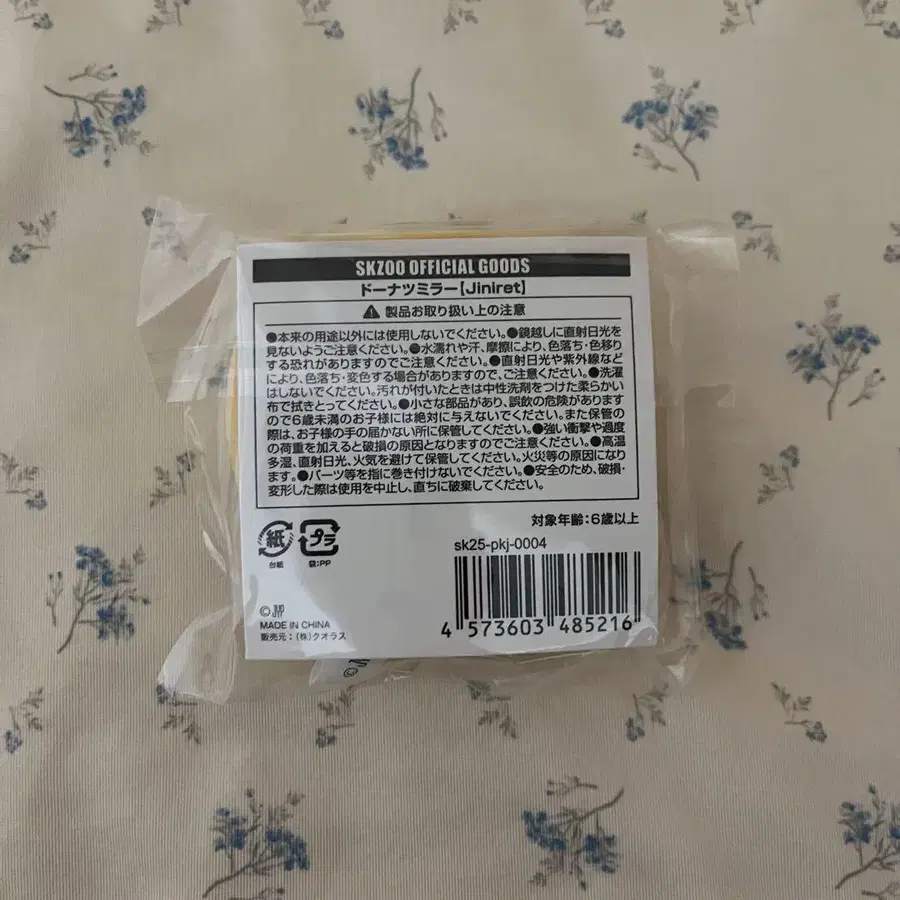 SKZOO OFFICIAL GOODS
ドーナツミラー【Jiniret】
⚠ 製品お取り扱い上の注意
●本来の用途以外には使用しないでください。●鏡越しに直射日光を
見ないようご注意ください。●水濡れや汗、摩擦により、色落ち・色移り
する恐れがありますのでご注意ください。●直射日光や紫外線など
により、色落ち・変色する場合がありますので、ご注意ください。●洗濯
はしないでください。汚れが付いたときは中性洗剤をつけた柔らかい
布で拭きとってください。●小さな部品があり、誤飲の危険があります
ので6歳未満のお子様には絶対に与えないでください。また保管の
際は、お子様の手の届かない所に保管してください。●強い衝撃や過度
の荷重を加えると破損の原因となりますのでご注意ください。●高温
多湿、直射日光、火気を避けて保管してください。火災等の原因になり
ます。●パーツ等を指に巻き付けないでください。●安全のため、破損・
変形した際は使用を中止し、直ちに破棄してください。
対象年齢:6歳以上
紙 プラ
台紙 袋:PP
sk25-pkj-0004
4 573603 485216
© JYP
MADE IN CHINA
販売元:(株)クオラス